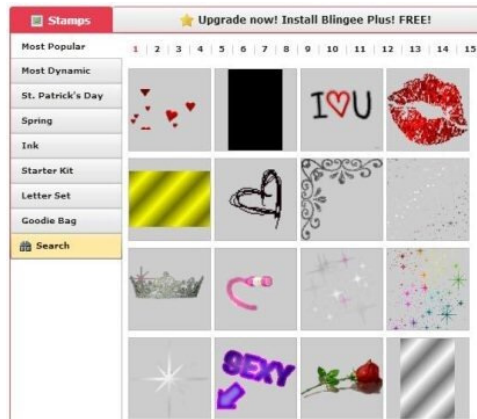 Stamps
Upgrade now! Install Blingee Plus! FREE!
Most Popular
1 | 2 | 3 | 4 | 5 | 6 | 7 | 8 | 9 | 10 | 11 | 12 | 13 | 14 | 15
Most Dynamic
St. Patrick's Day
Spring
Ink
Starter Kit
Letter Set
Goodie Bag
Search
I U
SEXY